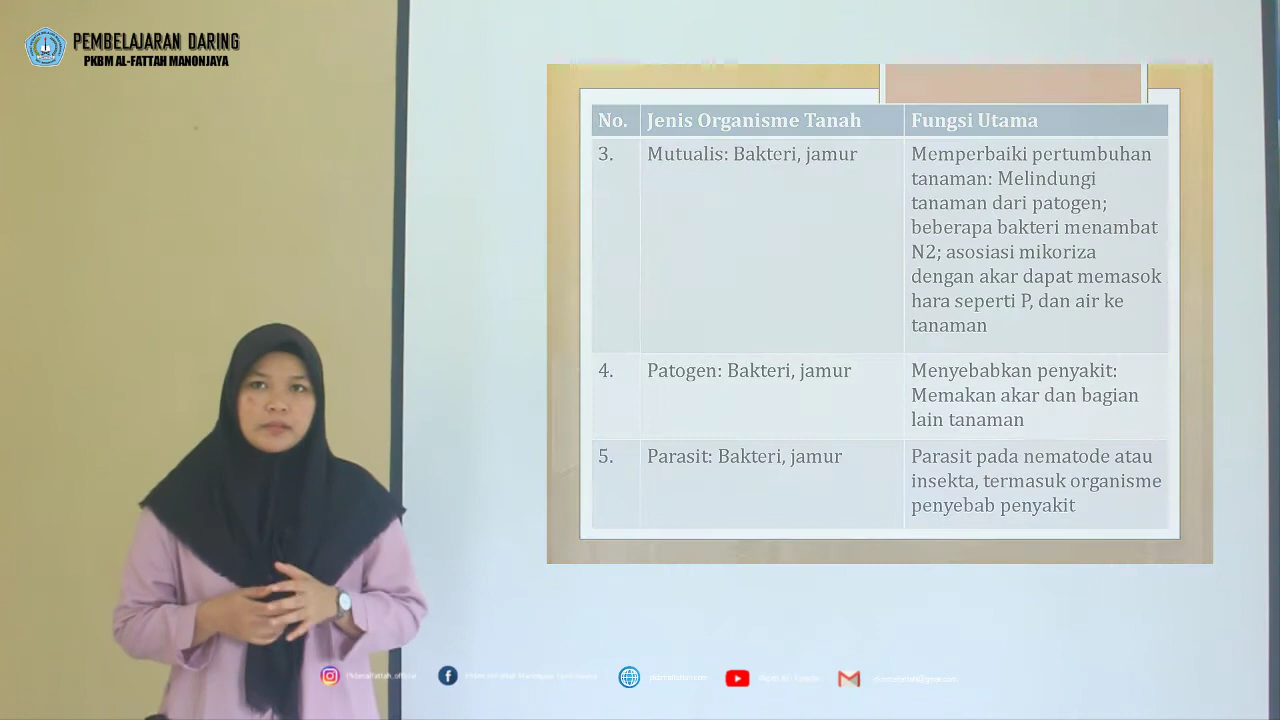 PEMBELAJARAN DARING
PKBM AL-FATTAH MANONJAYA
No.
Jenis Organisme Tanah
Fungsi Utama
3.
Mutualis: Bakteri, jamur
Memperbaiki pertumbuhan
tanaman: Melindungi
tanaman dari patogen;
beberapa bakteri menambat
N2; asosiasi mikoriza
dengan akar dapat memasok
hara seperti P, dan air ke
tanaman
4.
Patogen: Bakteri, jamur
Menyebabkan penyakit:
Memakan akar dan bagian
lain tanaman
5.
Parasit: Bakteri, jamur
Parasit pada nematode atau
insekta, termasuk organisme
penyebab penyakit